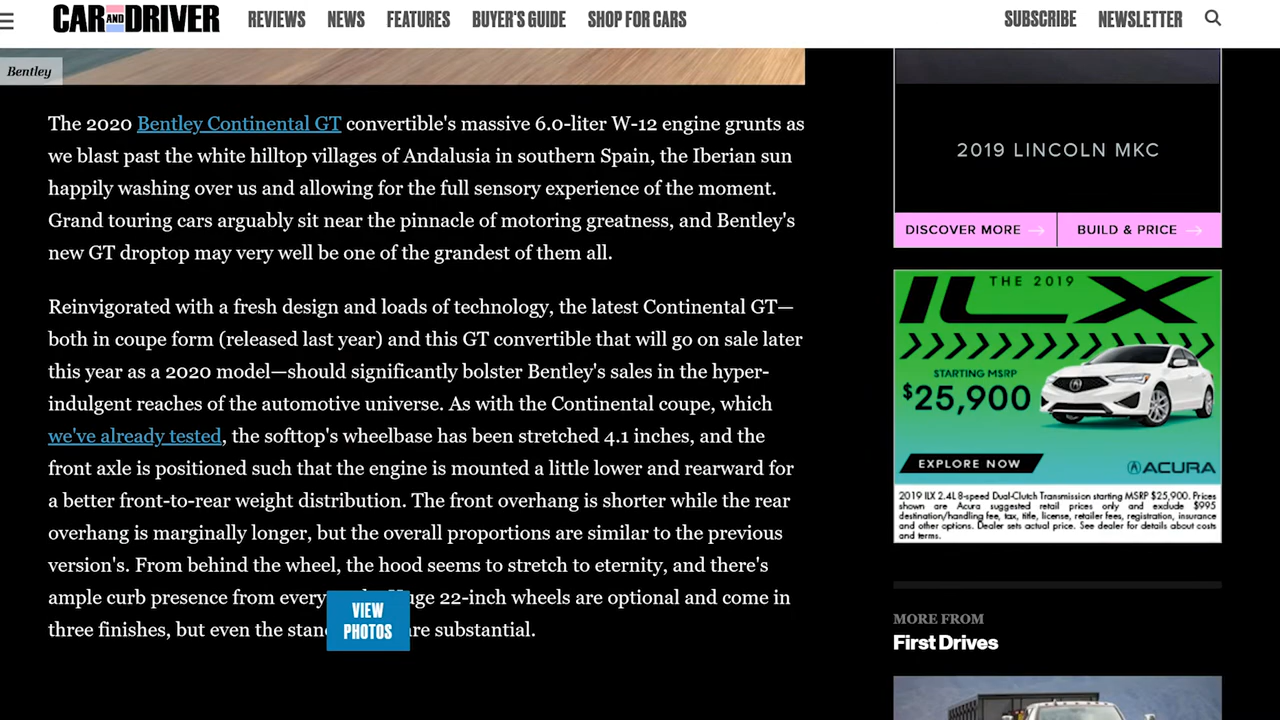 CAR AND DRIVER
REVIEWS NEWS FEATURES BUYER'S GUIDE SHOP FOR CARS
SUBSCRIBE NEWSLETTER
Bentley
The 2020 Bentley Continental GT convertible's massive 6.0-liter W-12 engine grunts as
we blast past the white hilltop villages of Andalusia in southern Spain, the Iberian sun
happily washing over us and allowing for the full sensory experience of the moment.
Grand touring cars arguably sit near the pinnacle of motoring greatness, and Bentley's
new GT droptop may very well be one of the grandest of them all.
Reinvigorated with a fresh design and loads of technology, the latest Continental GT—
both in coupe form (released last year) and this GT convertible that will go on sale later
this year as a 2020 model—should significantly bolster Bentley's sales in the hyper-
indulgent reaches of the automotive universe. As with the Continental coupe, which
we've already tested, the softtop's wheelbase has been stretched 4.1 inches, and the
front axle is positioned such that the engine is mounted a little lower and rearward for
a better front-to-rear weight distribution. The front overhang is shorter while the rear
overhang is marginally longer, but the overall proportions are similar to the previous
version's. From behind the wheel, the hood seems to stretch to eternity, and there's
ample curb presence from every 22-inch wheels are optional and come in
three finishes, but even the substantial.
VIEW
PHOTOS
2019 LINCOLN MKC
DISCOVER MORE → BUILD & PRICE →
THE 2019
ILX
STARTING MSRP
$25,900
EXPLORE NOW
ACURA
2019 ILX 2.4L 8-speed Dual-Clutch Transmission starting MSRP $25,900. Prices
shown are Acura suggested retail prices only and exclude $995
destination/handling fee, tax, title, license, retailer fees, registration, insurance
and other options. Dealer sets actual price. See dealer for details about costs
and terms.
MORE FROM
First Drives